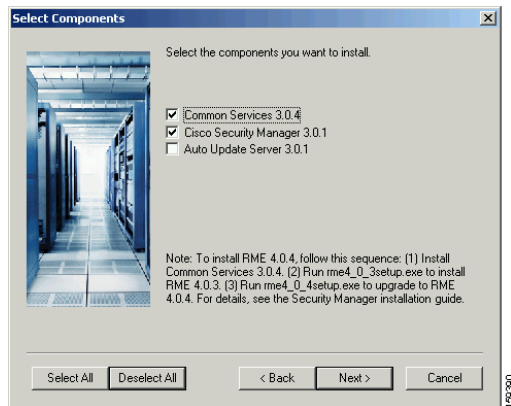 Select Components
Select the components you want to install.
Common Services 3.0.4
Cisco Security Manager 3.0.1
Auto Update Server 3.0.1
Note: To install RME 4.0.4, follow this sequence: (1) Install
Common Services 3.0.4. (2) Run rme4_0_3setup.exe to install
RME 4.0.3. (3) Run rme4_0_4setup.exe to upgrade to RME
4.0.4. For details, see the Security Manager installation guide.
Select All
Deselect All
< Back
Next >
Cancel
159390